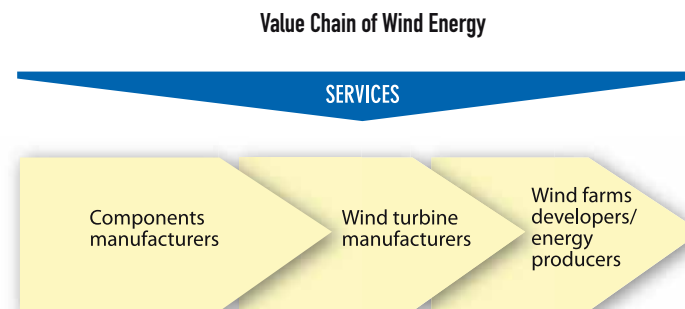 Value Chain of Wind Energy
SERVICES
Components
manufacturers
Wind turbine
manufacturers
Wind farms
developers/
energy
producers